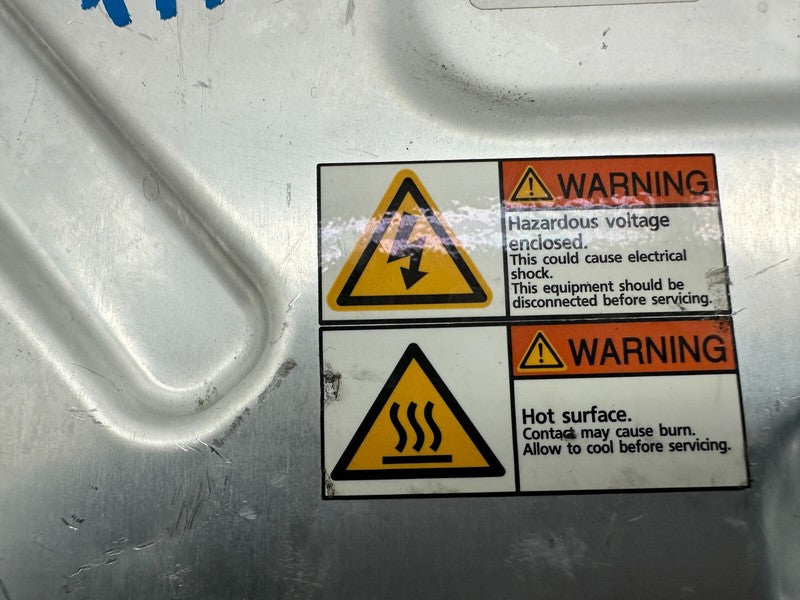 WARNING
Hazardous voltage
enclosed.
This could cause electrical
shock.
This equipment should be
disconnected before servicing.
WARNING
Hot surface.
Contact may cause burn.
Allow to cool before servicing.